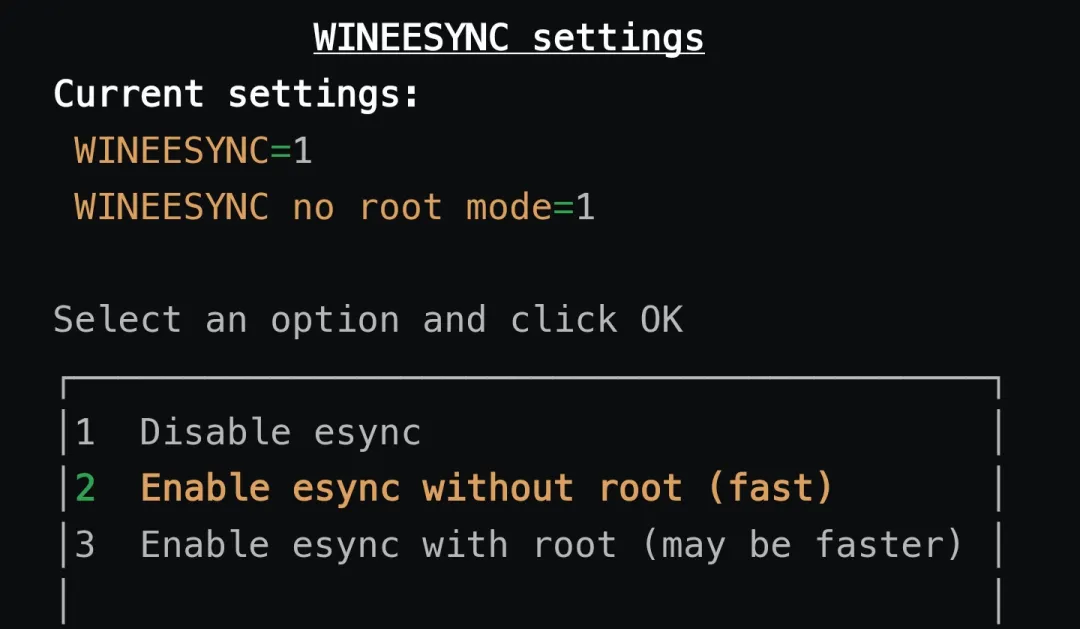 WINEESYNC settings
Current settings:
WINEESYNC=1
WINEESYNC no root mode=1
Select an option and click OK
1 Disable esync
2 Enable esync without root (fast)
3 Enable esync with root (may be faster)